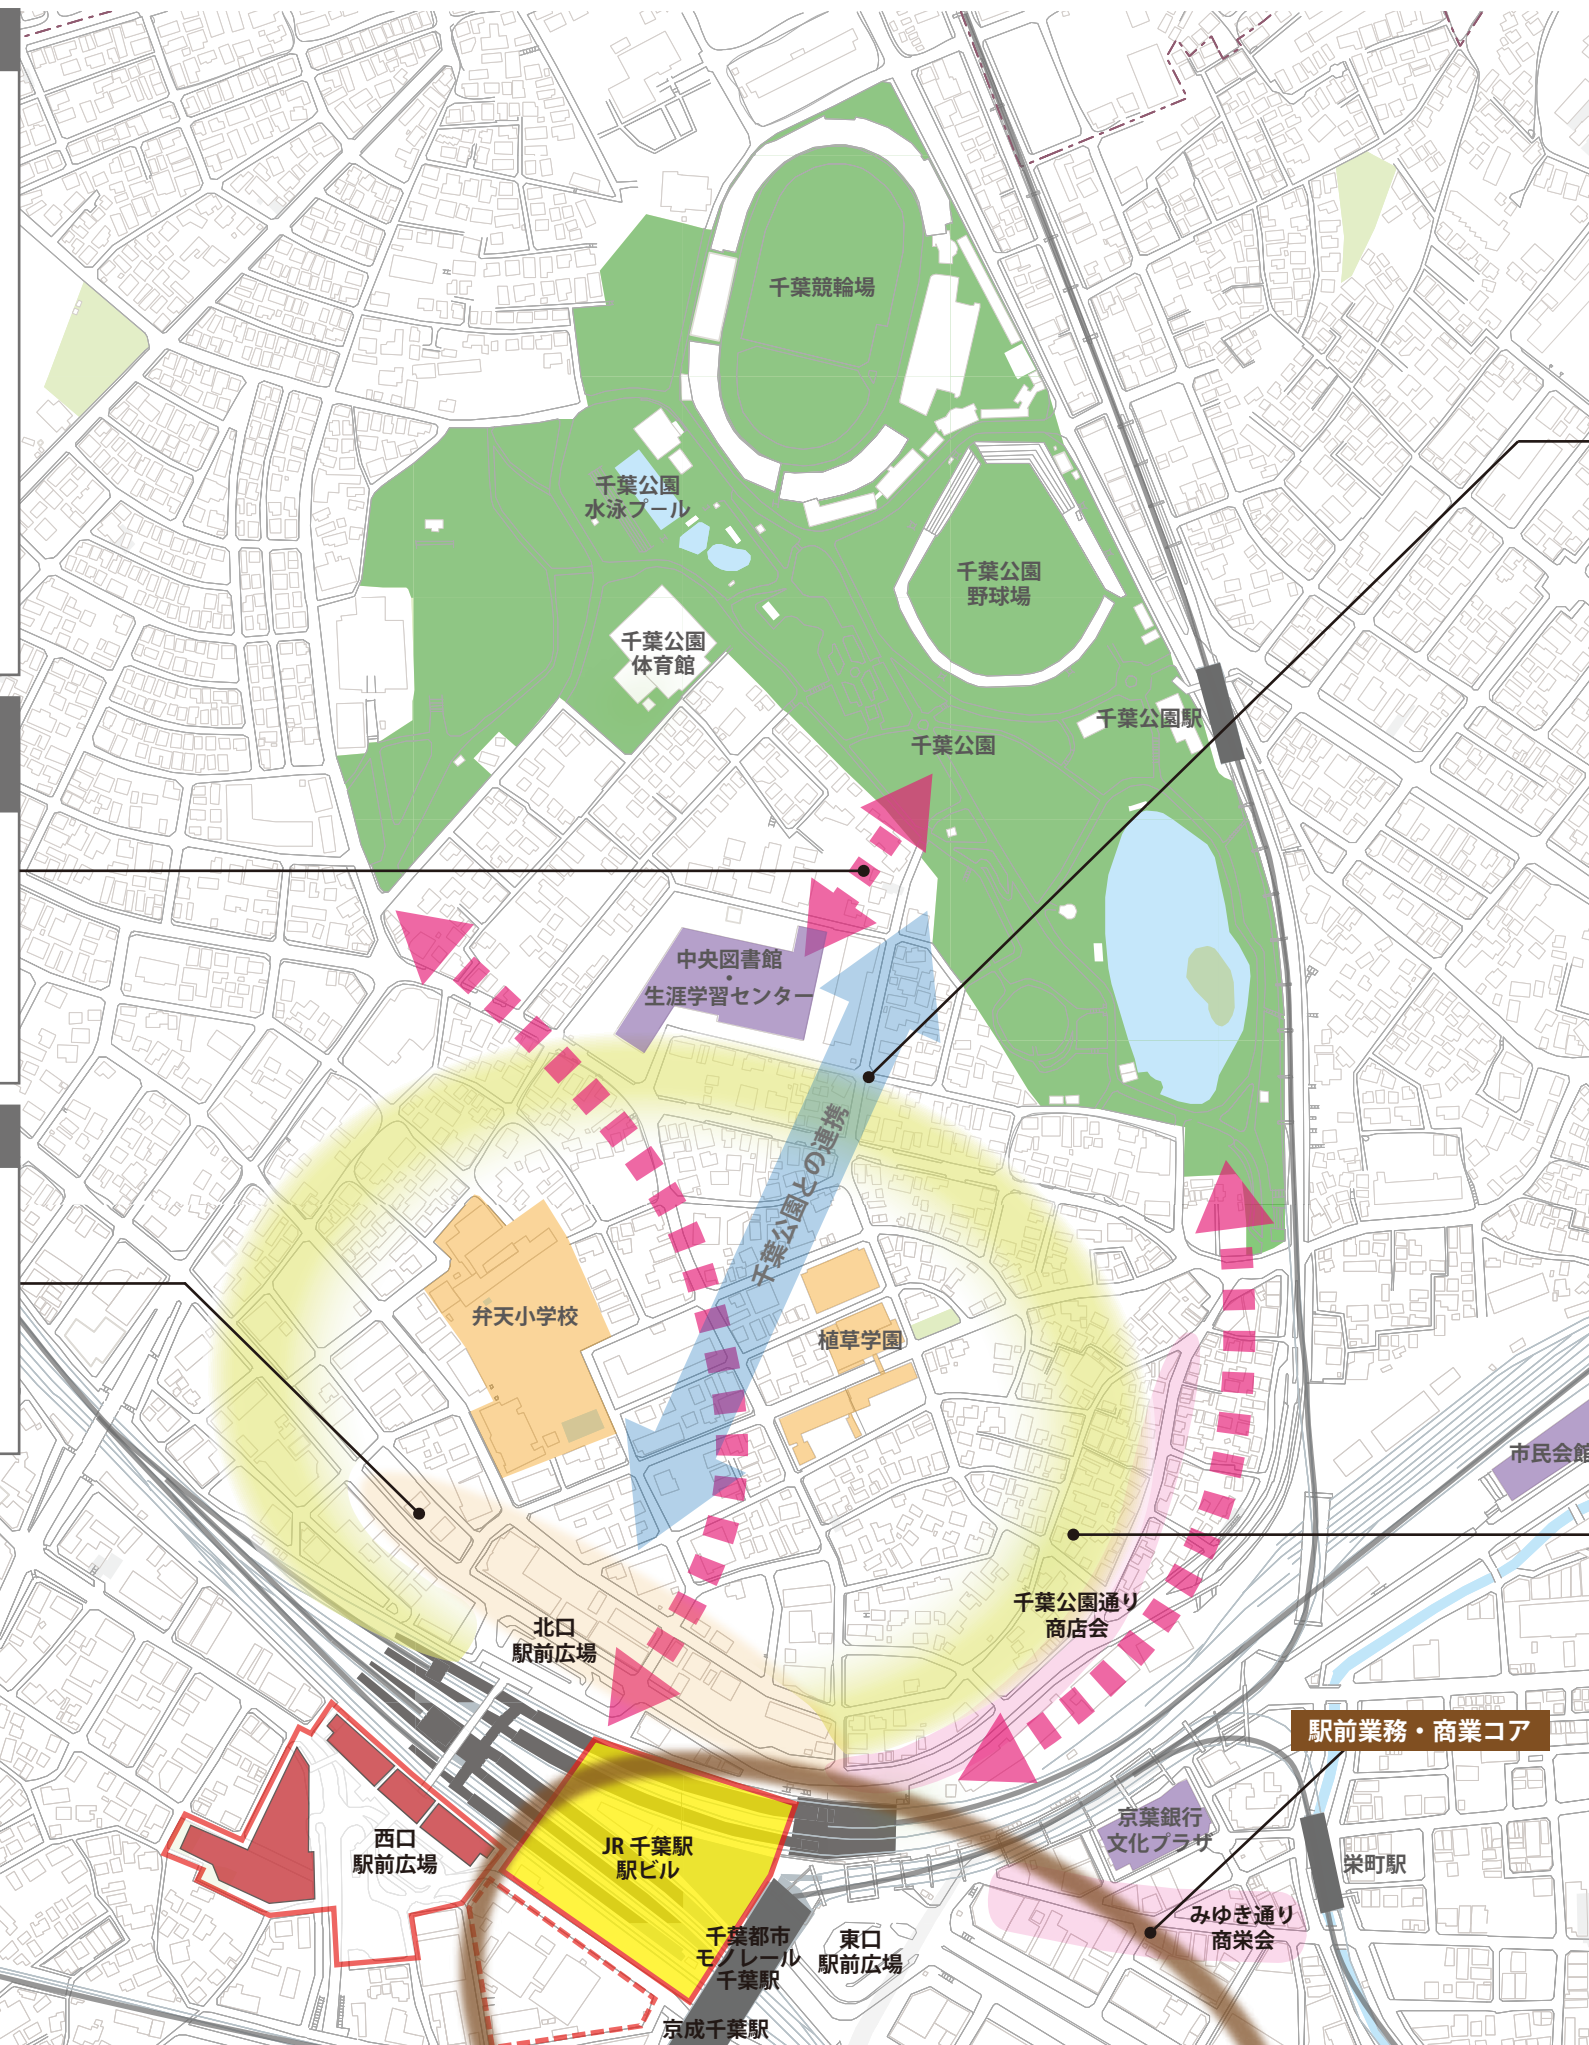 千葉競輪場
千葉公園
水泳プール
千葉公園
野球場
千葉公園
体育館
千葉公園駅
千葉公園
中央図書館
・
生涯学習センター
千葉公園との連携
弁天小学校
植草学園
市民会館
千葉公園通り
商店会
北口
駅前広場
駅前業務・商業コア
京葉銀行
文化プラザ
西口
駅前広場
JR 千葉駅
駅ビル
栄町駅
みゆき通り
商栄会
千葉都市
モノレール
千葉駅
東口
駅前広場
京成千葉駅